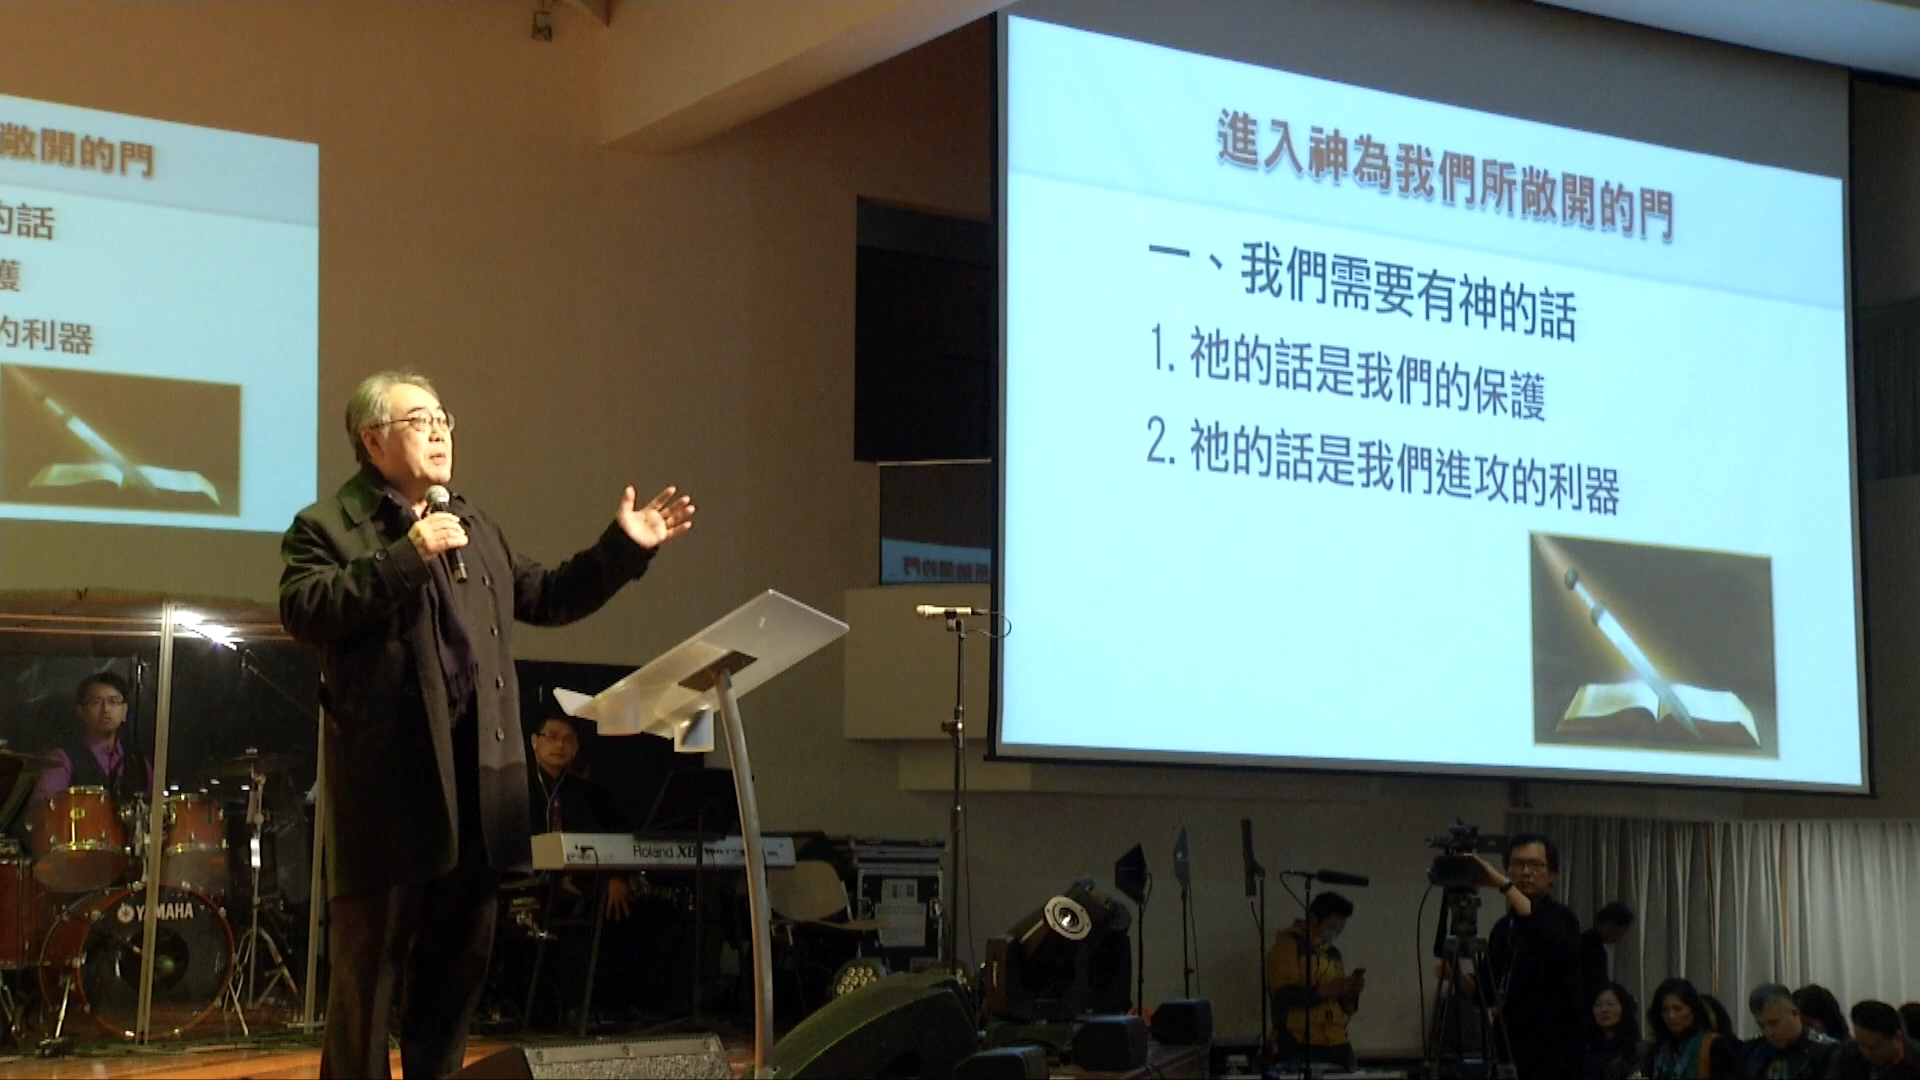 進入神為我們所敞開的門
一、我們需要有神的話
1. 祂的話是我們的保護
2. 祂的話是我們進攻的利器
敞開的門
的話
護
的利器
Roland
YAMAHA